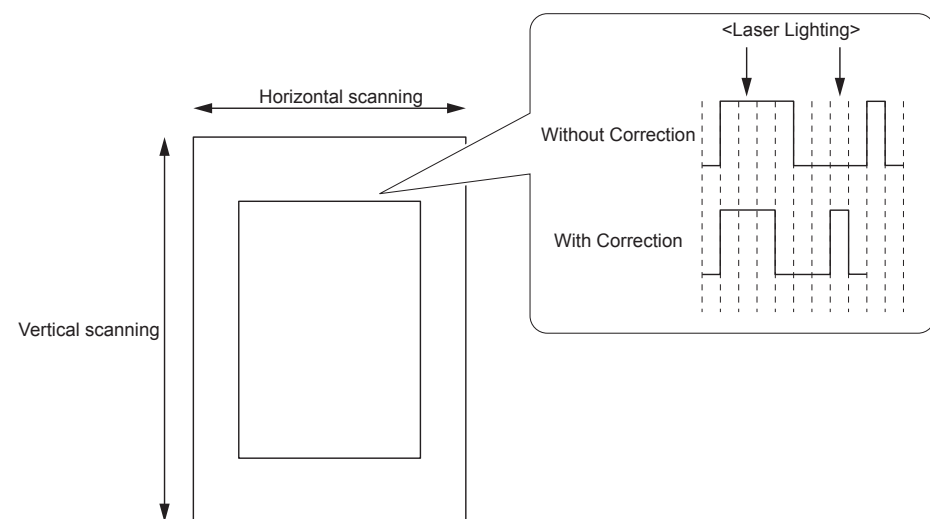 <Laser Lighting>
Horizontal scanning
Without Correction
With Correction
Vertical scanning